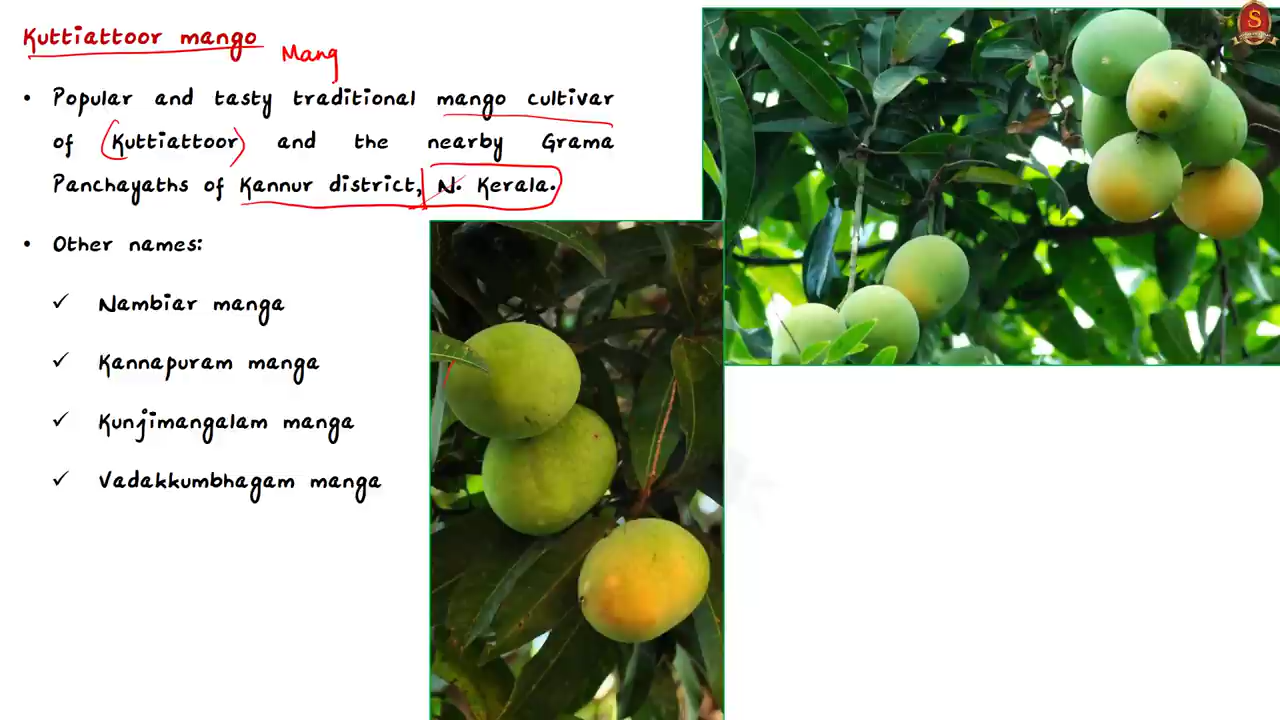 Kuttiattoor mango
Mang
• Popular and tasty traditional mango cultivar
of Kuttiattoor and the nearby Grama
Panchayaths of Kannur district, N. Kerala.
• Other names:
✓ Nambiar manga
✓ Kannapuram manga
✓ Kunjimangalam manga
✓ Vadakkumbhagam manga
S